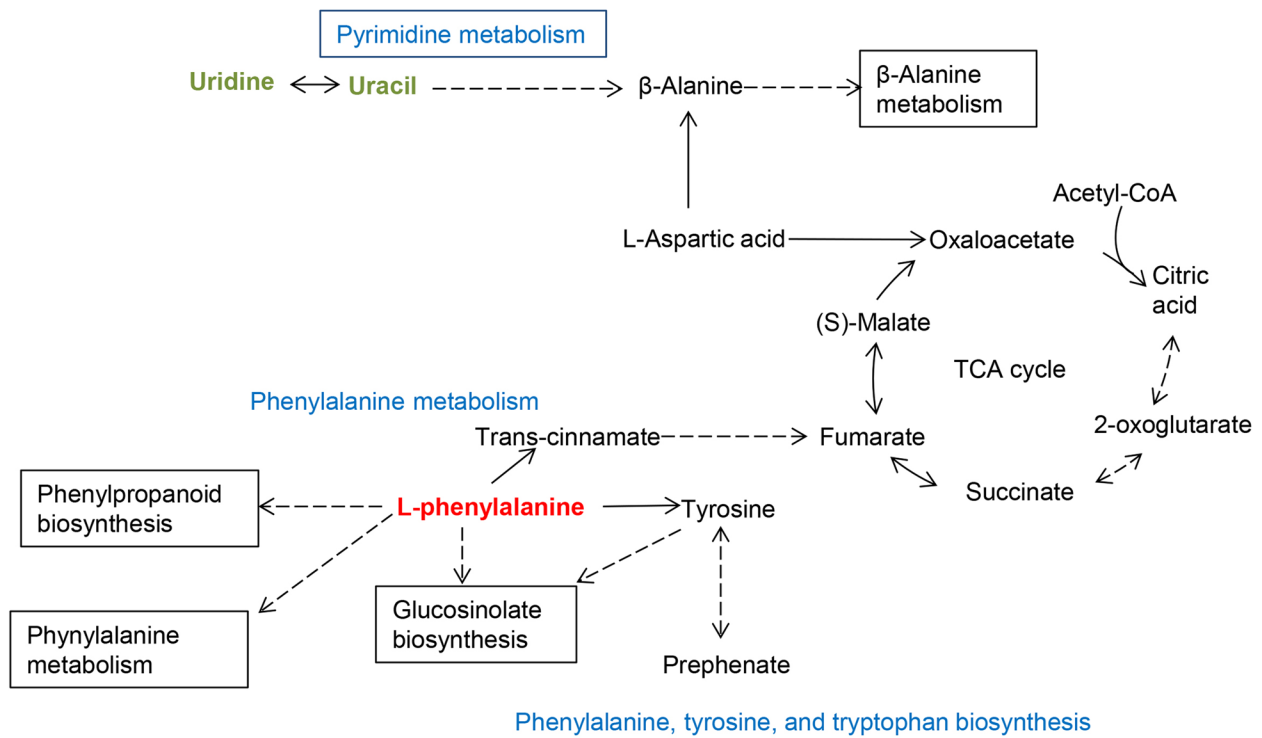 Pyrimidine metabolism
Uridine
Uracil
β-Alanine
β-Alanine
metabolism
Acetyl-CoA
L-Aspartic acid
Oxaloacetate
Citric
acid
(S)-Malate
TCA cycle
Phenylalanine metabolism
Trans-cinnamate
Fumarate
2-oxoglutarate
Succinate
Phenylpropanoid
biosynthesis
L-phenylalanine
Tyrosine
Glucosinolate
biosynthesis
Phynylalanine
metabolism
Prephenate
Phenylalanine, tyrosine, and tryptophan biosynthesis